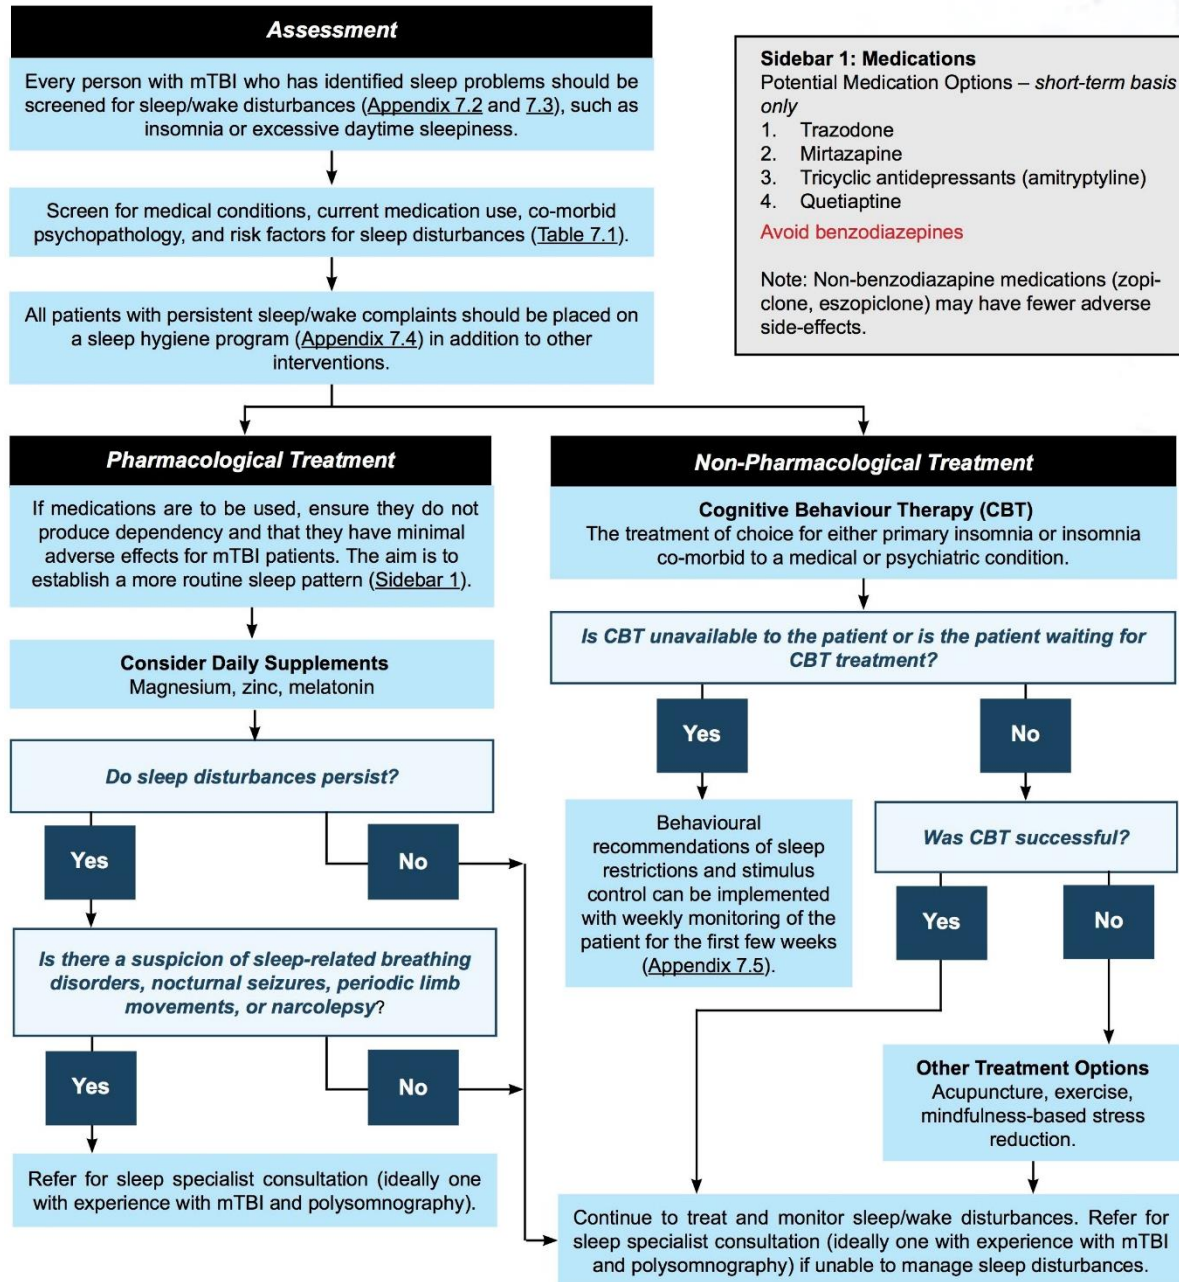 Assessment
Every person with mTBI who has identified sleep problems should be
screened for sleep/wake disturbances (Appendix 7.2 and 7.3), such as
insomnia or excessive daytime sleepiness.
Screen for medical conditions, current medication use, co-morbid
psychopathology, and risk factors for sleep disturbances (Table 7.1).
All patients with persistent sleep/wake complaints should be placed on
a sleep hygiene program (Appendix 7.4) in addition to other
interventions.
Sidebar 1: Medications
Potential Medication Options – short-term basis
only
1. Trazodone
2. Mirtazapine
3. Tricyclic antidepressants (amitryptyline)
4. Quetiaptine
Avoid benzodiazepines
Note: Non-benzodiazapine medications (zopi-
clone, eszopiclone) may have fewer adverse
side-effects.
Pharmacological Treatment
If medications are to be used, ensure they do not
produce dependency and that they have minimal
adverse effects for mTBI patients. The aim is to
establish a more routine sleep pattern (Sidebar 1).
Consider Daily Supplements
Magnesium, zinc, melatonin
Do sleep disturbances persist?
Yes
No
Is there a suspicion of sleep-related breathing
disorders, nocturnal seizures, periodic limb
movements, or narcolepsy?
Yes
No
Refer for sleep specialist consultation (ideally one
with experience with mTBI and polysomnography).
Non-Pharmacological Treatment
Cognitive Behaviour Therapy (CBT)
The treatment of choice for either primary insomnia or insomnia
co-morbid to a medical or psychiatric condition.
Is CBT unavailable to the patient or is the patient waiting for
CBT treatment?
Yes
No
Behavioural
recommendations of sleep
restrictions and stimulus
control can be implemented
with weekly monitoring of the
patient for the first few weeks
(Appendix 7.5).
Was CBT successful?
Yes
No
Other Treatment Options
Acupuncture, exercise,
mindfulness-based stress
reduction.
Continue to treat and monitor sleep/wake disturbances. Refer for
sleep specialist consultation (ideally one with experience with mTBI
and polysomnography) if unable to manage sleep disturbances.